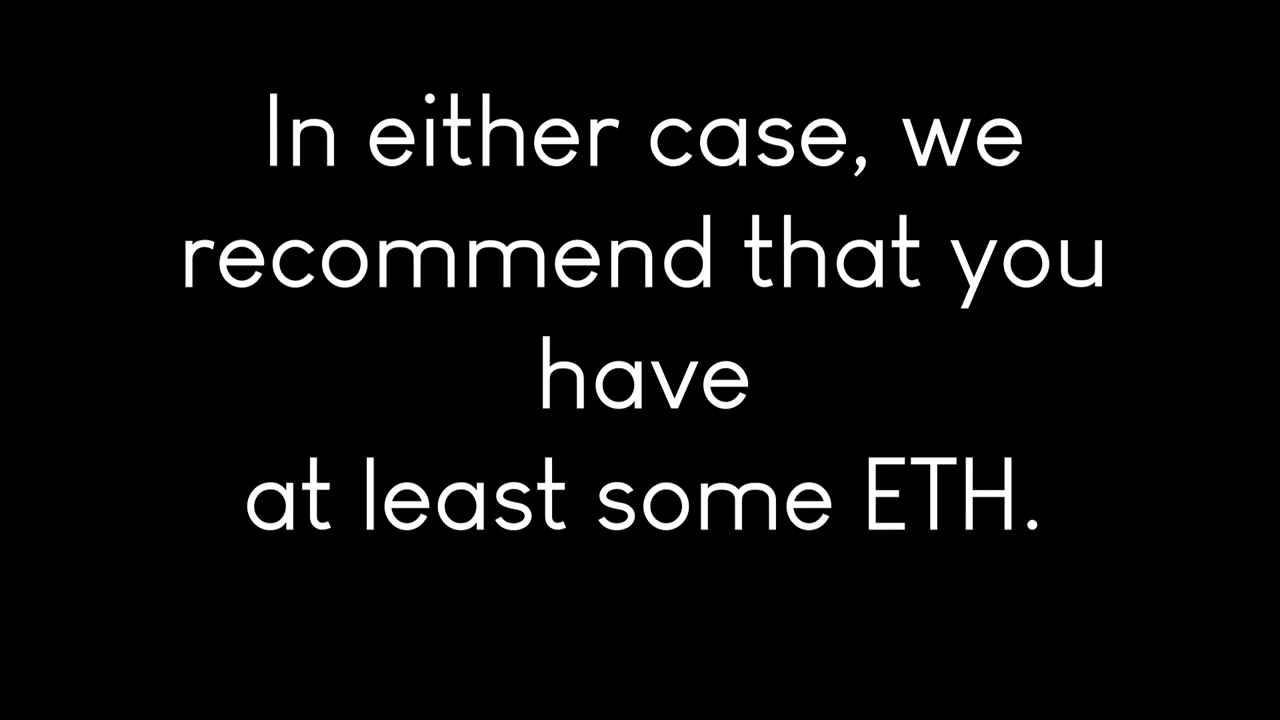 In either case, we
recommend that you
have
at least some ETH.